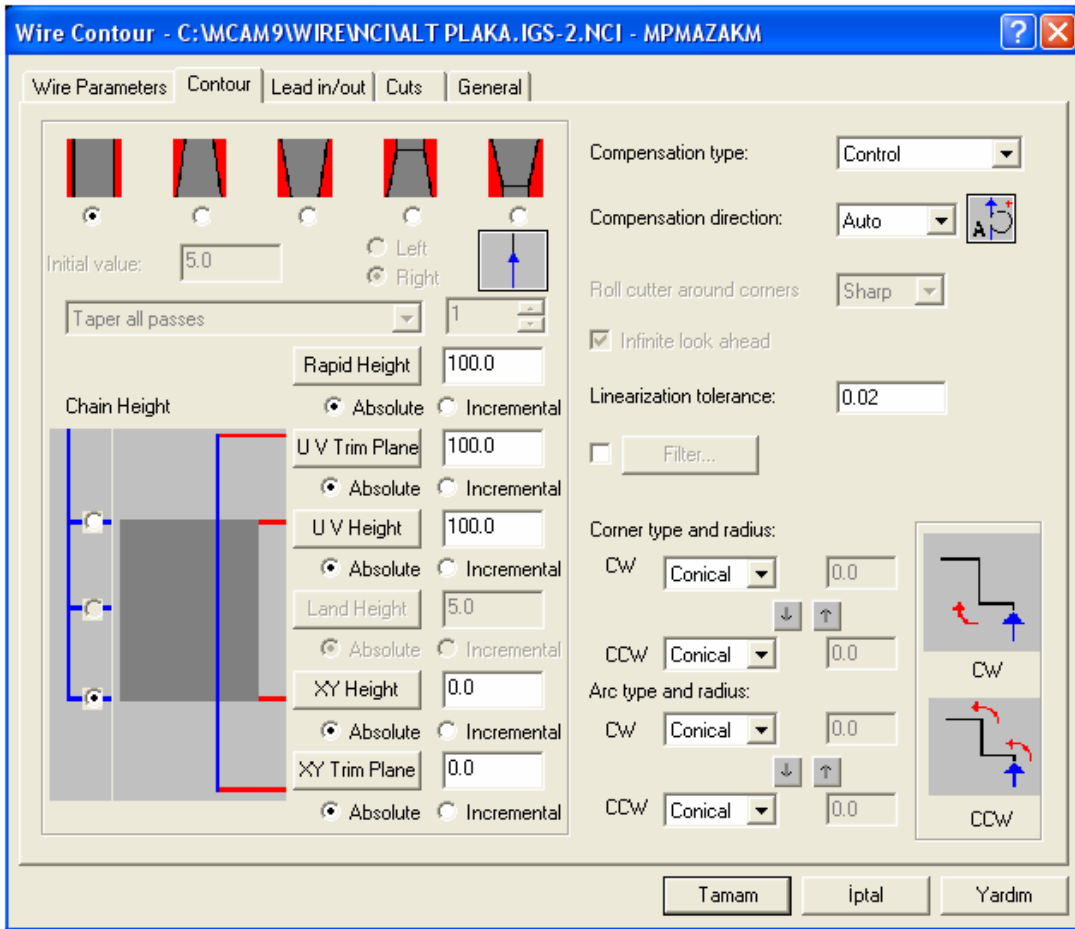 Wire Contour - C:\MCAM9\WIRE\NCI\ALT PLAKA.IGS-2.NCI - MPMAZAKM
Wire Parameters Contour Lead in/out Cuts General
Initial value: 5.0
Left
Right
Taper all passes 1
Rapid Height 100.0
Absolute Incremental
Chain Height
U V Trim Plane 100.0
Absolute Incremental
U V Height 100.0
Absolute Incremental
Land Height 5.0
Absolute Incremental
XY Height 0.0
Absolute Incremental
XY Trim Plane 0.0
Absolute Incremental
Compensation type: Control
Compensation direction: Auto A
Roll cutter around corners Sharp
Infinite look ahead
Linearization tolerance: 0.02
Filter...
Corner type and radius:
CW Conical 0.0
CCW Conical 0.0
Arc type and radius:
CW Conical 0.0
CCW Conical 0.0
CW
CCW
Tamam İptal Yardım